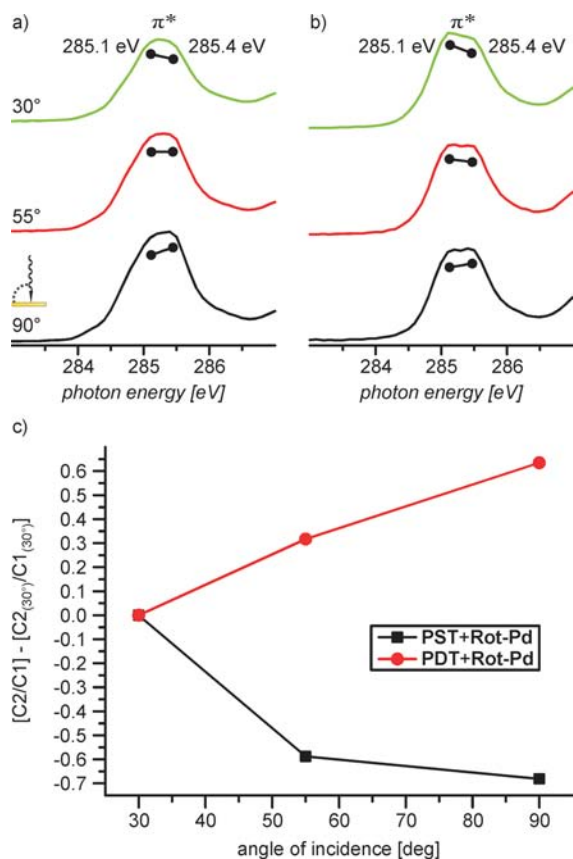 a)
π*
285.1 eV
285.4 eV
30°
55°
90°
284
285
286
photon energy [eV]
b)
π*
285.1 eV
285.4 eV
284
285
286
photon energy [eV]
c)
[C2/C1] - [C2(30°)/C1(30°)]
0.6
0.5
0.4
0.3
0.2
0.1
0.0
-0.1
-0.2
-0.3
-0.4
-0.5
-0.6
-0.7
PST+Rot-Pd
PDT+Rot-Pd
30
40
50
60
70
80
90
angle of incidence [deg]